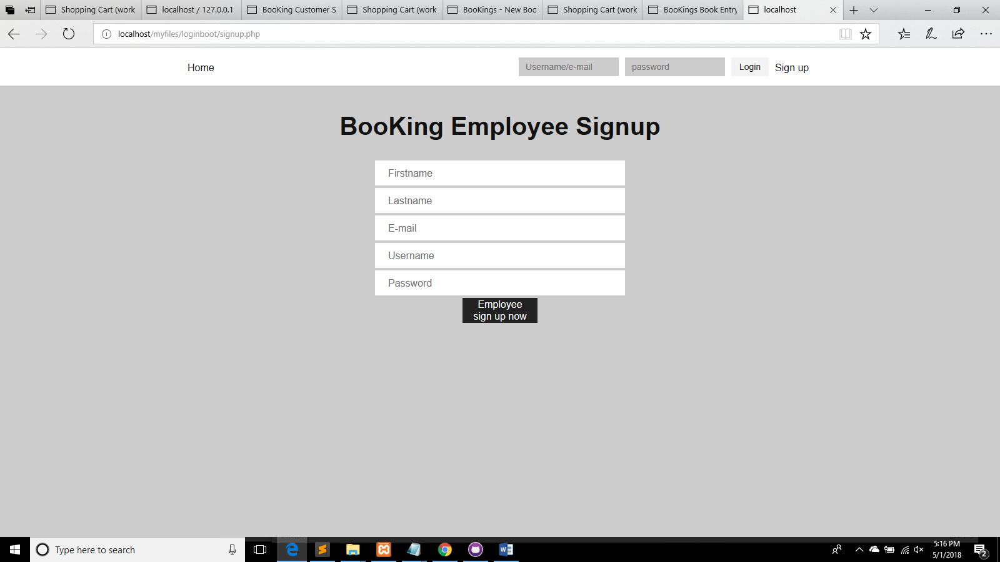 Shopping Cart (work
localhost / 127.0.0.1
BooKing Customer S
Shopping Cart (work
BooKings - New Boo
Shopping Cart (work
BooKings Book Entry
localhost
localhost/myfiles/loginboot/signup.php
Home
Username/e-mail
password
Login
Sign up
BooKing Employee Signup
Firstname
Lastname
E-mail
Username
Password
Employee
sign up now
Type here to search
5:16 PM
5/1/2018
2